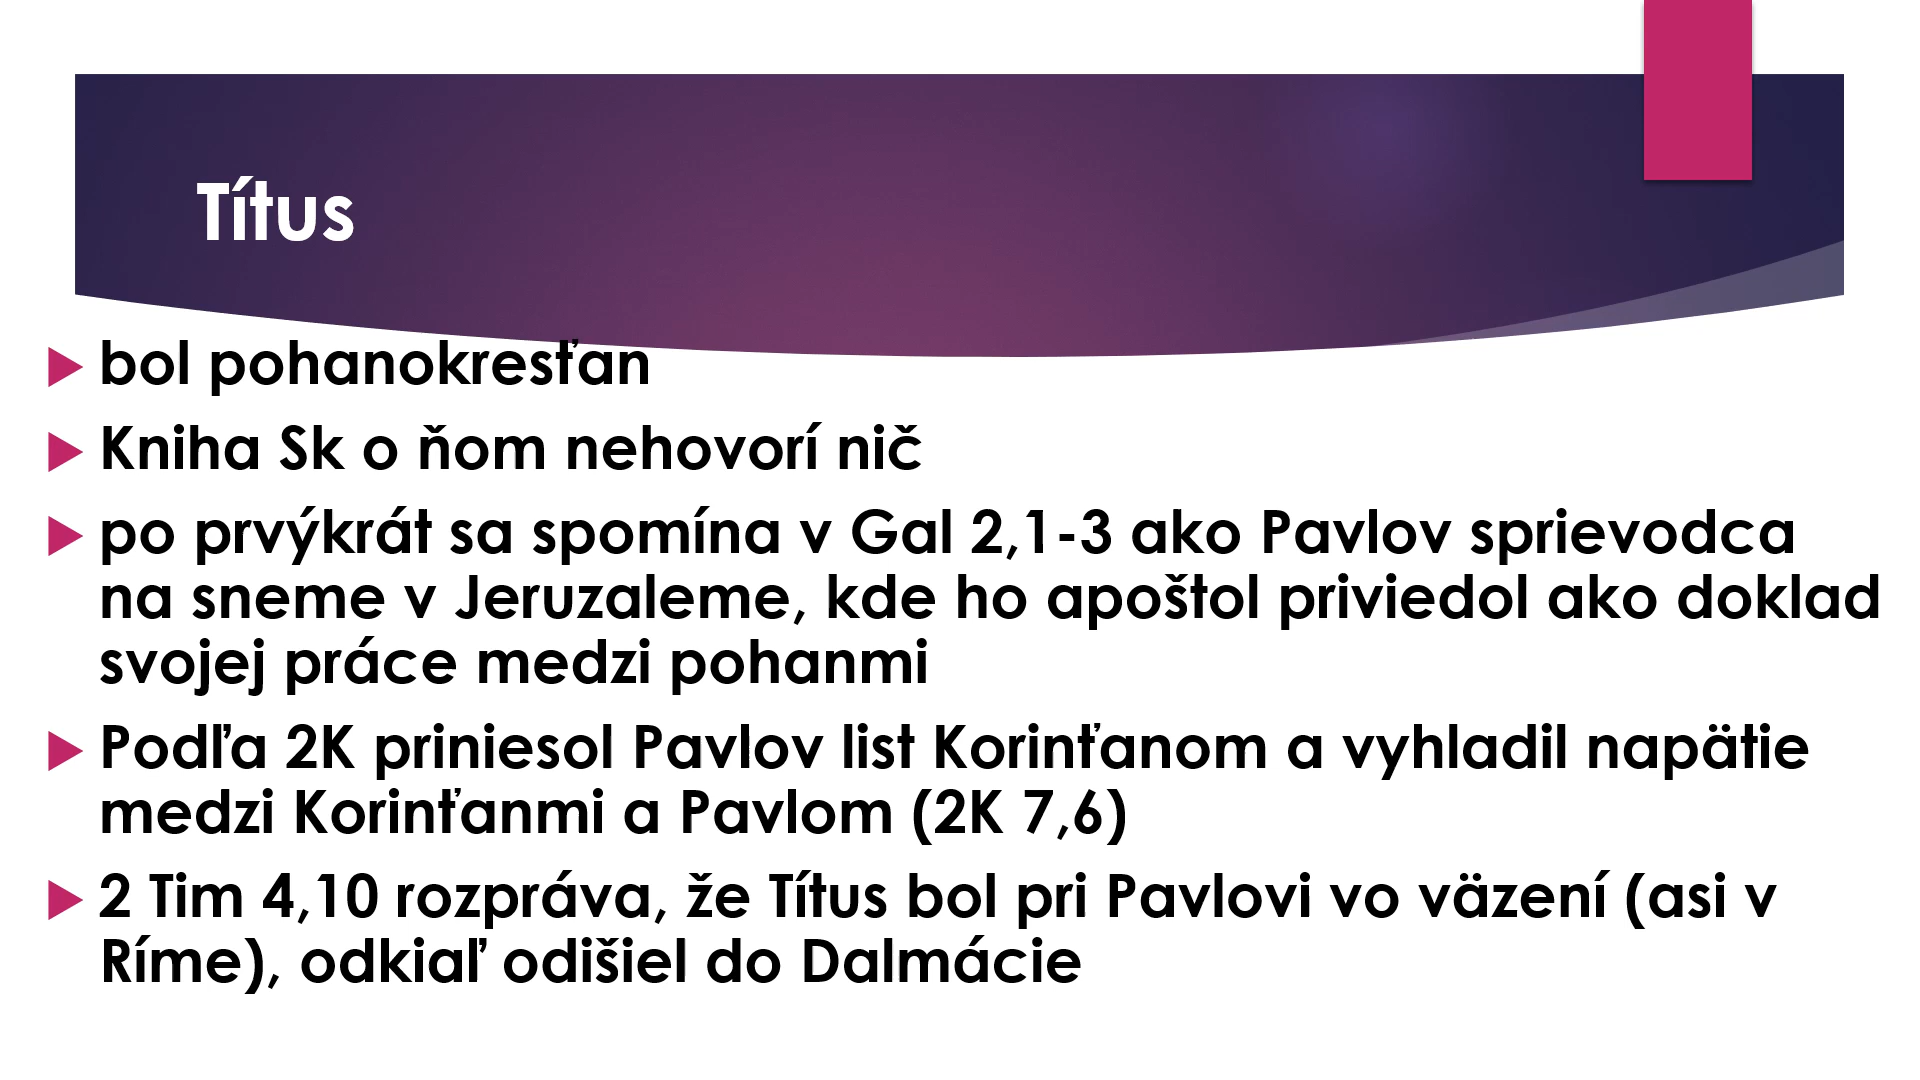 Títus
bol pohanokresťan
Kniha Sk o ňom nehovorí nič
po prvýkrát sa spomína v Gal 2,1-3 ako Pavlov sprievodca
na sneme v Jeruzaleme, kde ho apoštol priviedol ako doklad
svojej práce medzi pohanmi
Podľa 2K priniesol Pavlov list Korinťanom a vyhladil napätie
medzi Korinťanmi a Pavlom (2K 7,6)
2 Tim 4,10 rozpráva, že Títus bol pri Pavlovi vo väzení (asi v
Ríme), odkiaľ odišiel do Dalmácie